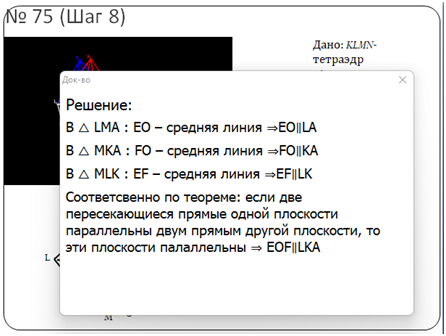 № 75 (Шаг 8)
Дано: KLMN-
тетраэдр
Док-во
Решение:
В △ LMA : EO – средняя линия ⇒EO∥LA
В △ MKA : FO – средняя линия ⇒FO∥KA
В △ MLK : EF – средняя линия ⇒EF∥LK
Соответсвенно по теореме: если две
пересекающиеся прямые одной плоскости
параллельны двум прямым другой плоскости, то
эти плоскости палаллельны ⇒ EOF∥LKA
L
M